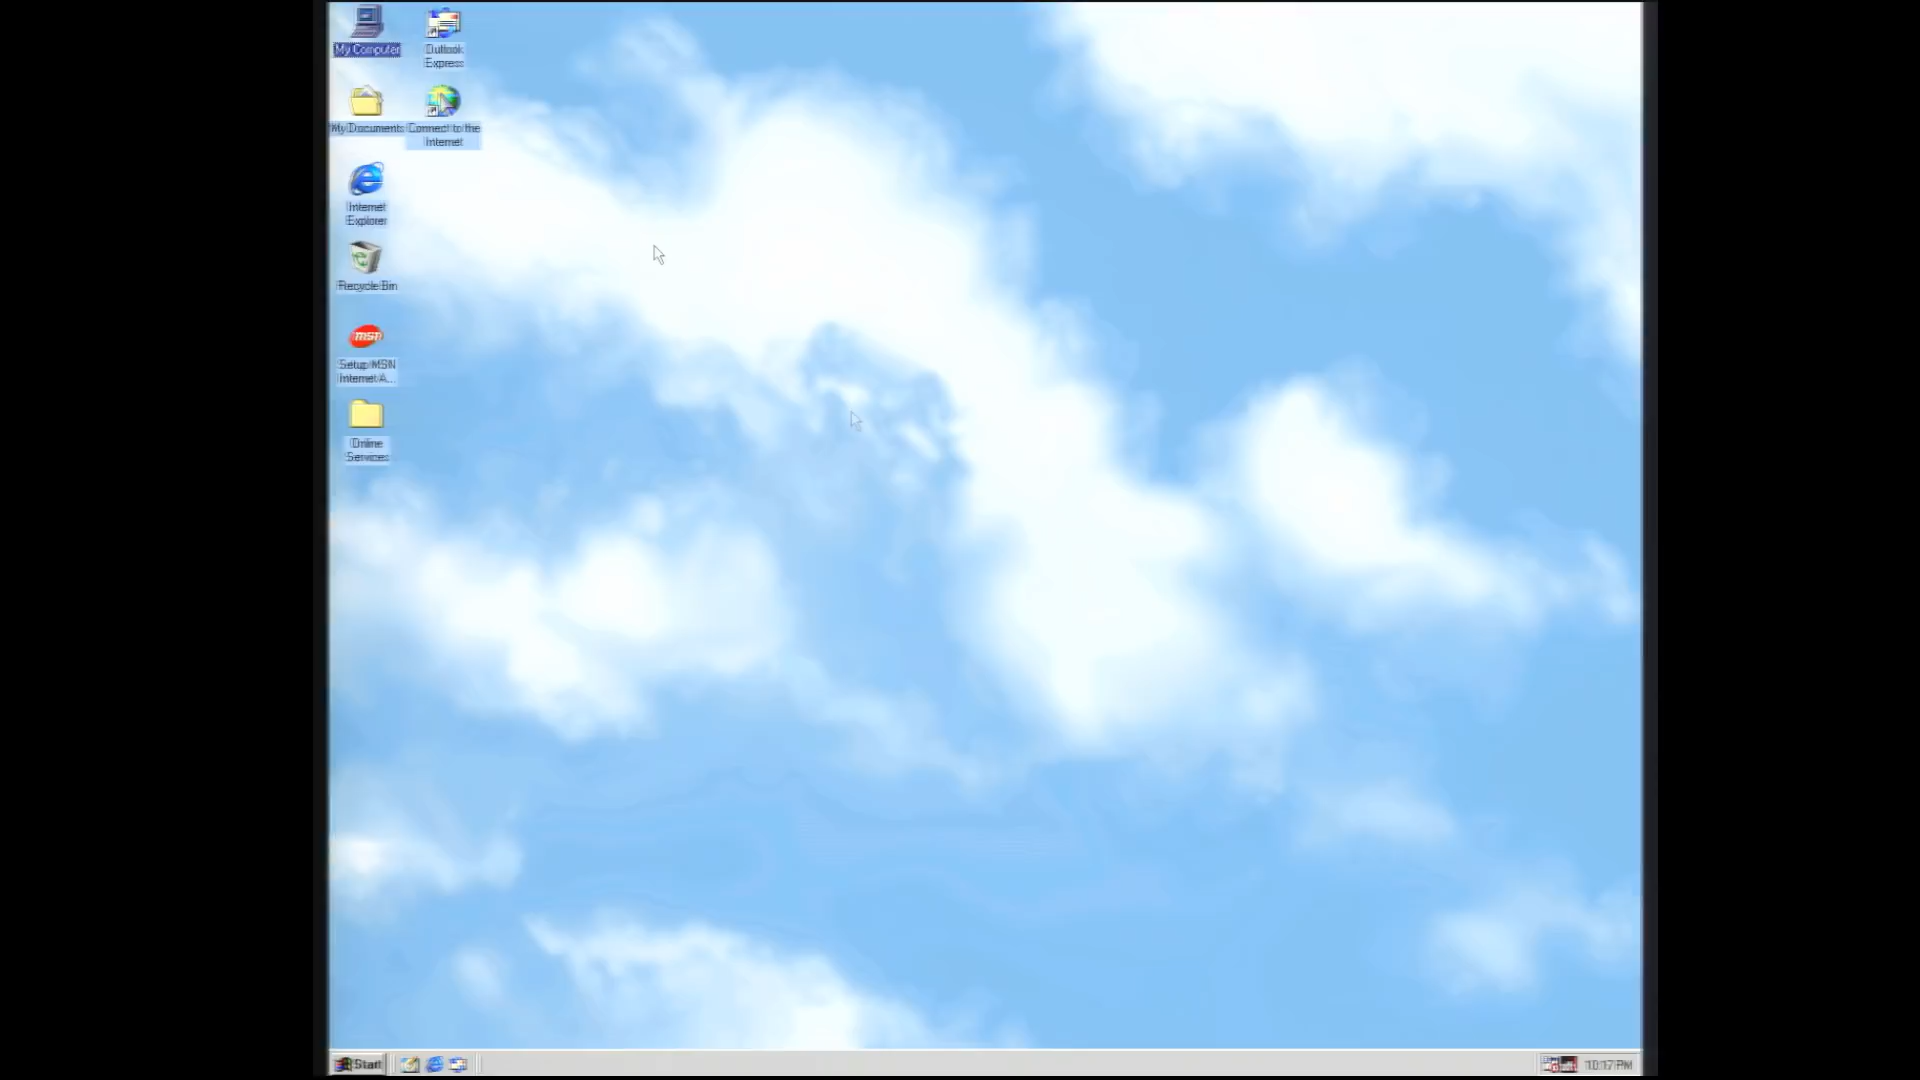 My Computer
Outlook
Express
My Documents
Connect to the
Internet
Internet
Explorer
Recycle Bin
msn
Setup MSN
Internet A...
Online
Services
Start
10:17 PM